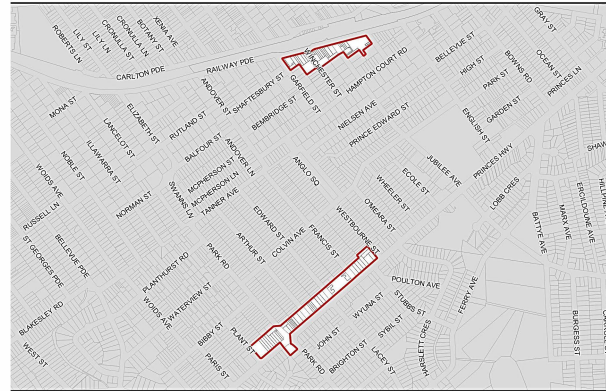 XENIA AVE
BOTANY ST
CRONULLA LN
CRONULLA ST
LILY LN
LILY ST
ROBERTS LN
GRAY ST
CARLTON PDE
RAILWAY PDE
WINCHESTER ST
HAMPTON COURT RD
BELLEVUE ST
HIGH ST
PARK ST
BOWNS RD
OCEAN ST
PRINCES LN
ANDOVER ST
SHAFTESBURY ST
GARFIELD ST
MONA ST
ELIZABETH ST
RUTLAND ST
BEMBRIDGE ST
NIELSEN AVE
PRINCE EDWARD ST
ENGLISH ST
GARDEN ST
LANCELOT ST
ILLAWARRA ST
NOBLE ST
WOIDS AVE
BALFOUR ST
ANDOVER LN
MCPHERSON ST
MCPHERSON LN
TANNER AVE
SWANNS LN
ANGLO SQ
JUBILEE AVE
PRINCES HWY
SHAW
ECOLE ST
WHEELER ST
OMEARA ST
LOBB CRES
BATTYE AVE
MARX AVE
ERCILDOUNE AVE
HILLPINE
RUSSELL LN
NORMAN ST
EDWARD ST
ARTHUR ST
COLVIN AVE
FRANCIS ST
WESTBOURNE ST
ST GEORGES PDE
BELLEVUE PDE
PLANTHURST RD
PARK RD
WATERVIEW ST
WOIDS AVE
BLAKESLEY RD
WEST ST
BIBBY ST
PARIS ST
PLANT ST
PARK RD
JOHN ST
BRIGHTON ST
WYUNA ST
LACEY ST
SYBIL ST
STUBBS ST
POULTON AVE
FERRY AVE
HASLETT CRES
BURGESS ST